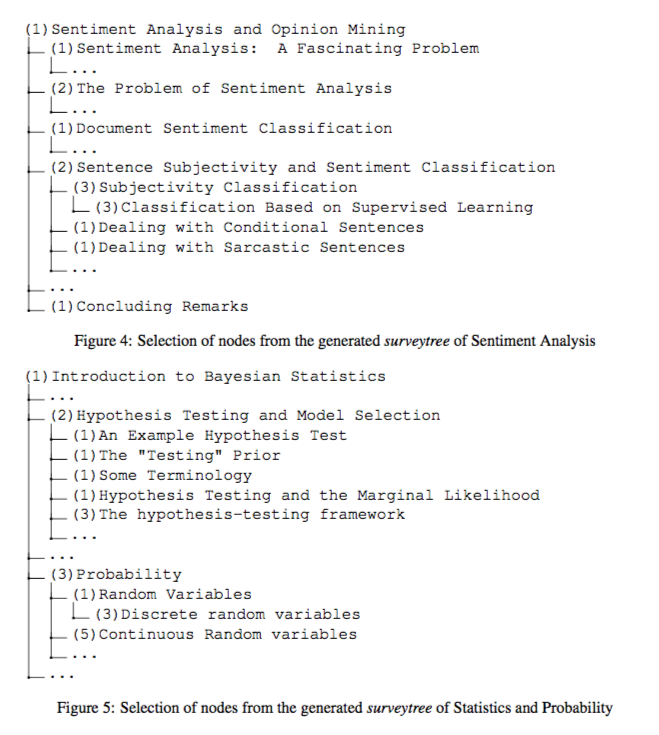 (1)Sentiment Analysis and Opinion Mining
(1)Sentiment Analysis: A Fascinating Problem
...
(2)The Problem of Sentiment Analysis
...
(1)Document Sentiment Classification
...
(2)Sentence Subjectivity and Sentiment Classification
(3)Subjectivity Classification
(3)Classification Based on Supervised Learning
(1)Dealing with Conditional Sentences
(1)Dealing with Sarcastic Sentences
...
...
(1)Concluding Remarks
Figure 4: Selection of nodes from the generated surveytree of Sentiment Analysis
(1)Introduction to Bayesian Statistics
...
(2)Hypothesis Testing and Model Selection
(1)An Example Hypothesis Test
(1)The "Testing" Prior
(1)Some Terminology
(1)Hypothesis Testing and the Marginal Likelihood
(3)The hypothesis-testing framework
...
...
(3)Probability
(1)Random Variables
(3)Discrete random variables
(5)Continuous Random variables
...
...
Figure 5: Selection of nodes from the generated surveytree of Statistics and Probability